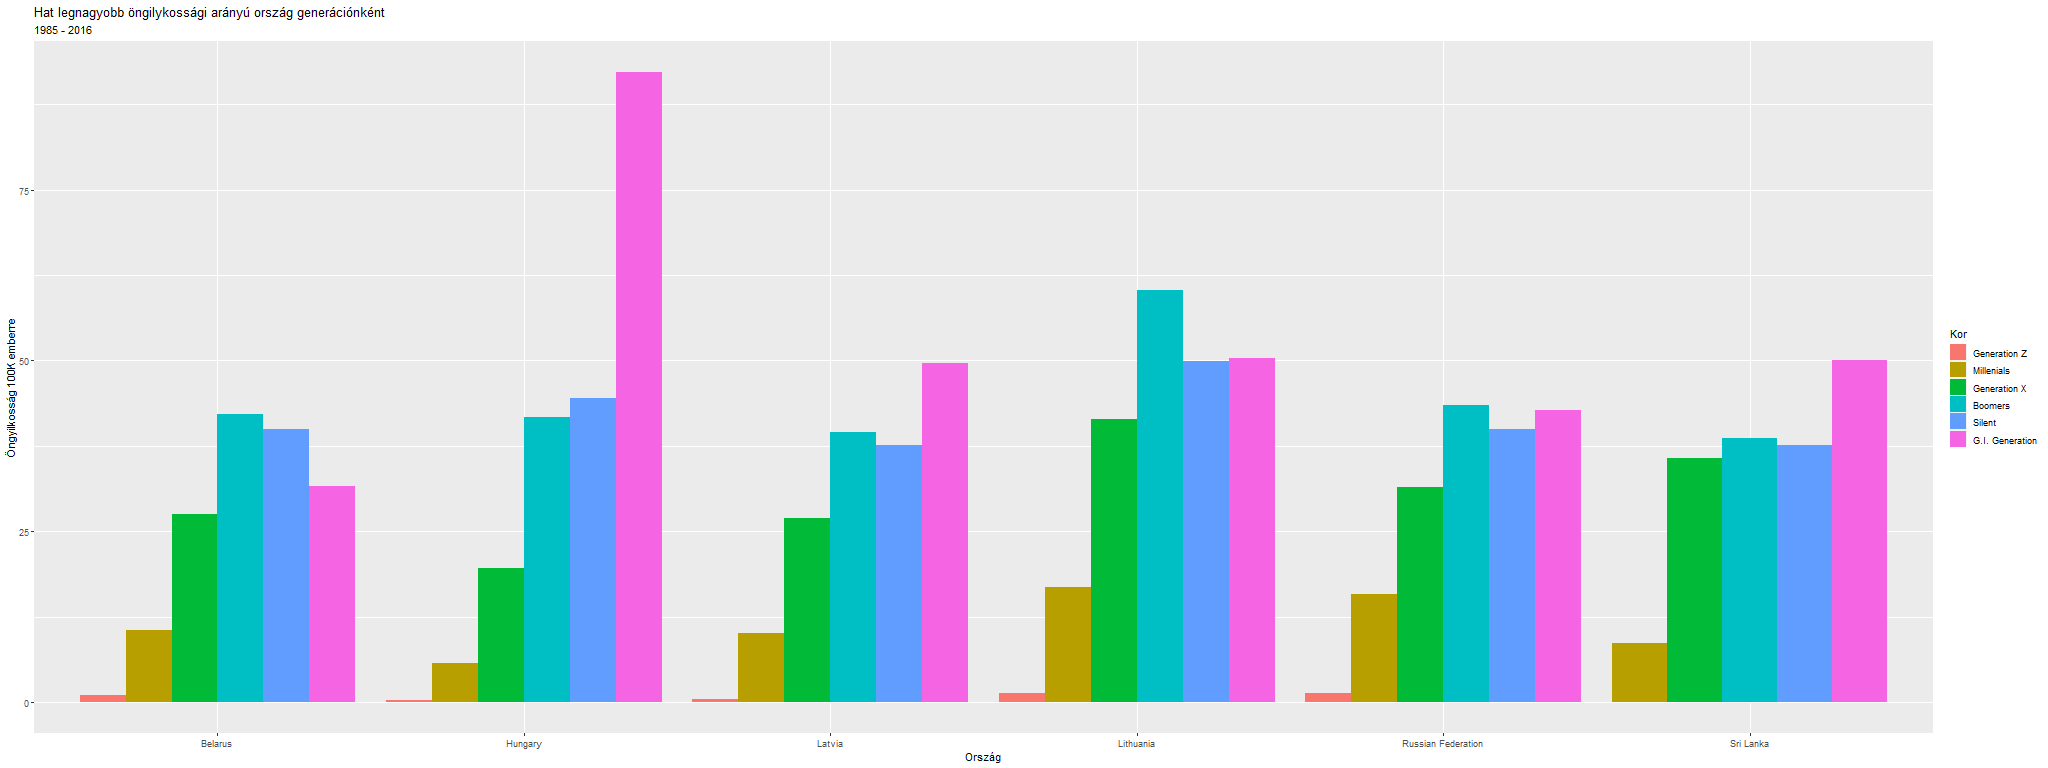 Hat legnagyobb öngilykossági arányú ország generációnként
1985 - 2016
Öngyilkosság 100K emberre
75
50
25
0
Belarus Hungary Latvia Lithuania Russian Federation Sri Lanka
Ország
Kor
Generation Z
Millenials
Generation X
Boomers
Silent
G.I. Generation